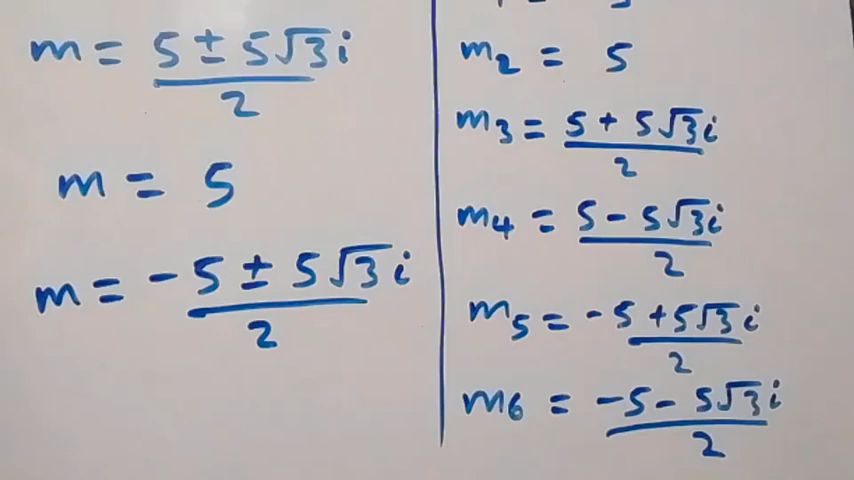 m = 5 ± 5√3i
2
m = 5
m = -5 ± 5√3i
2
m2 = 5
m3 = 5 + 5√3i
2
m4 = 5 - 5√3i
2
m5 = -5 + 5√3i
2
m6 = -5 - 5√3i
2